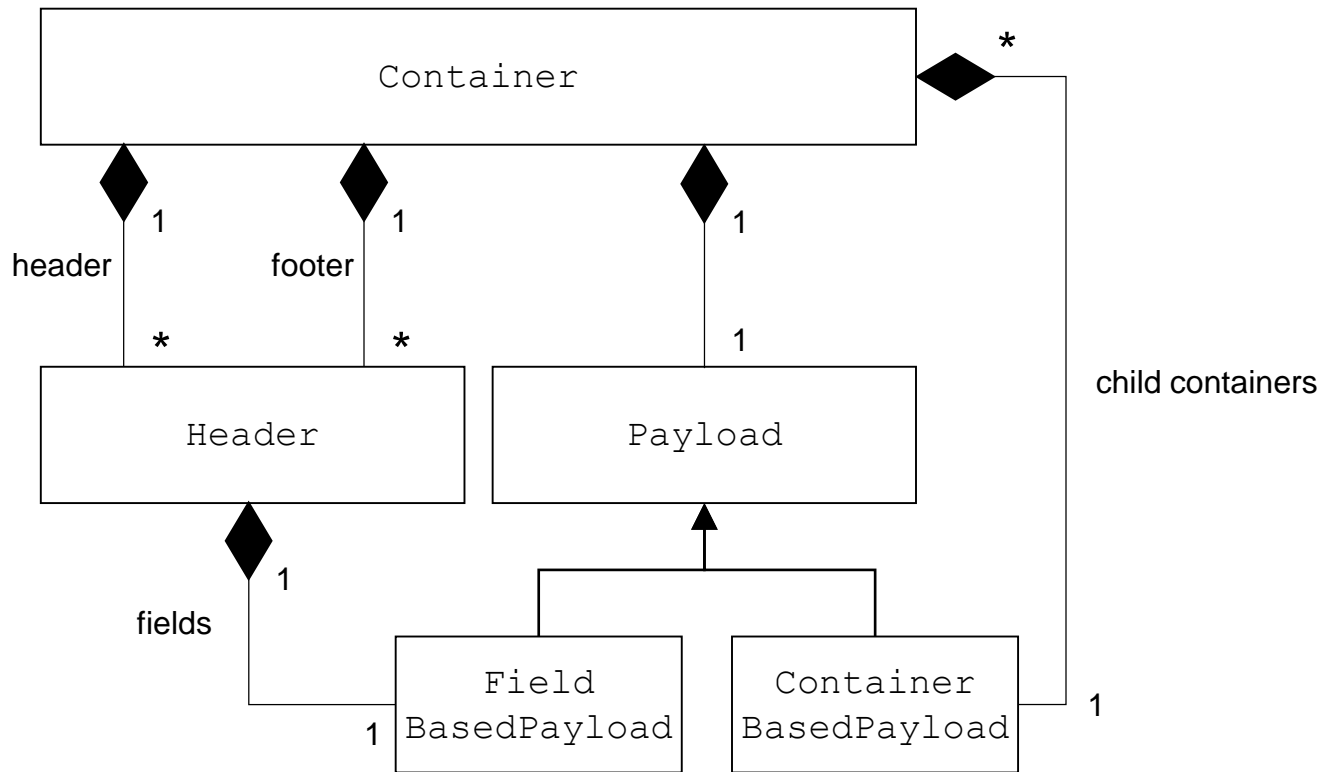 Container
*
1
1
1
header
footer
*
*
1
child containers
Header
Payload
1
fields
Field
BasedPayload
Container
BasedPayload
1
1